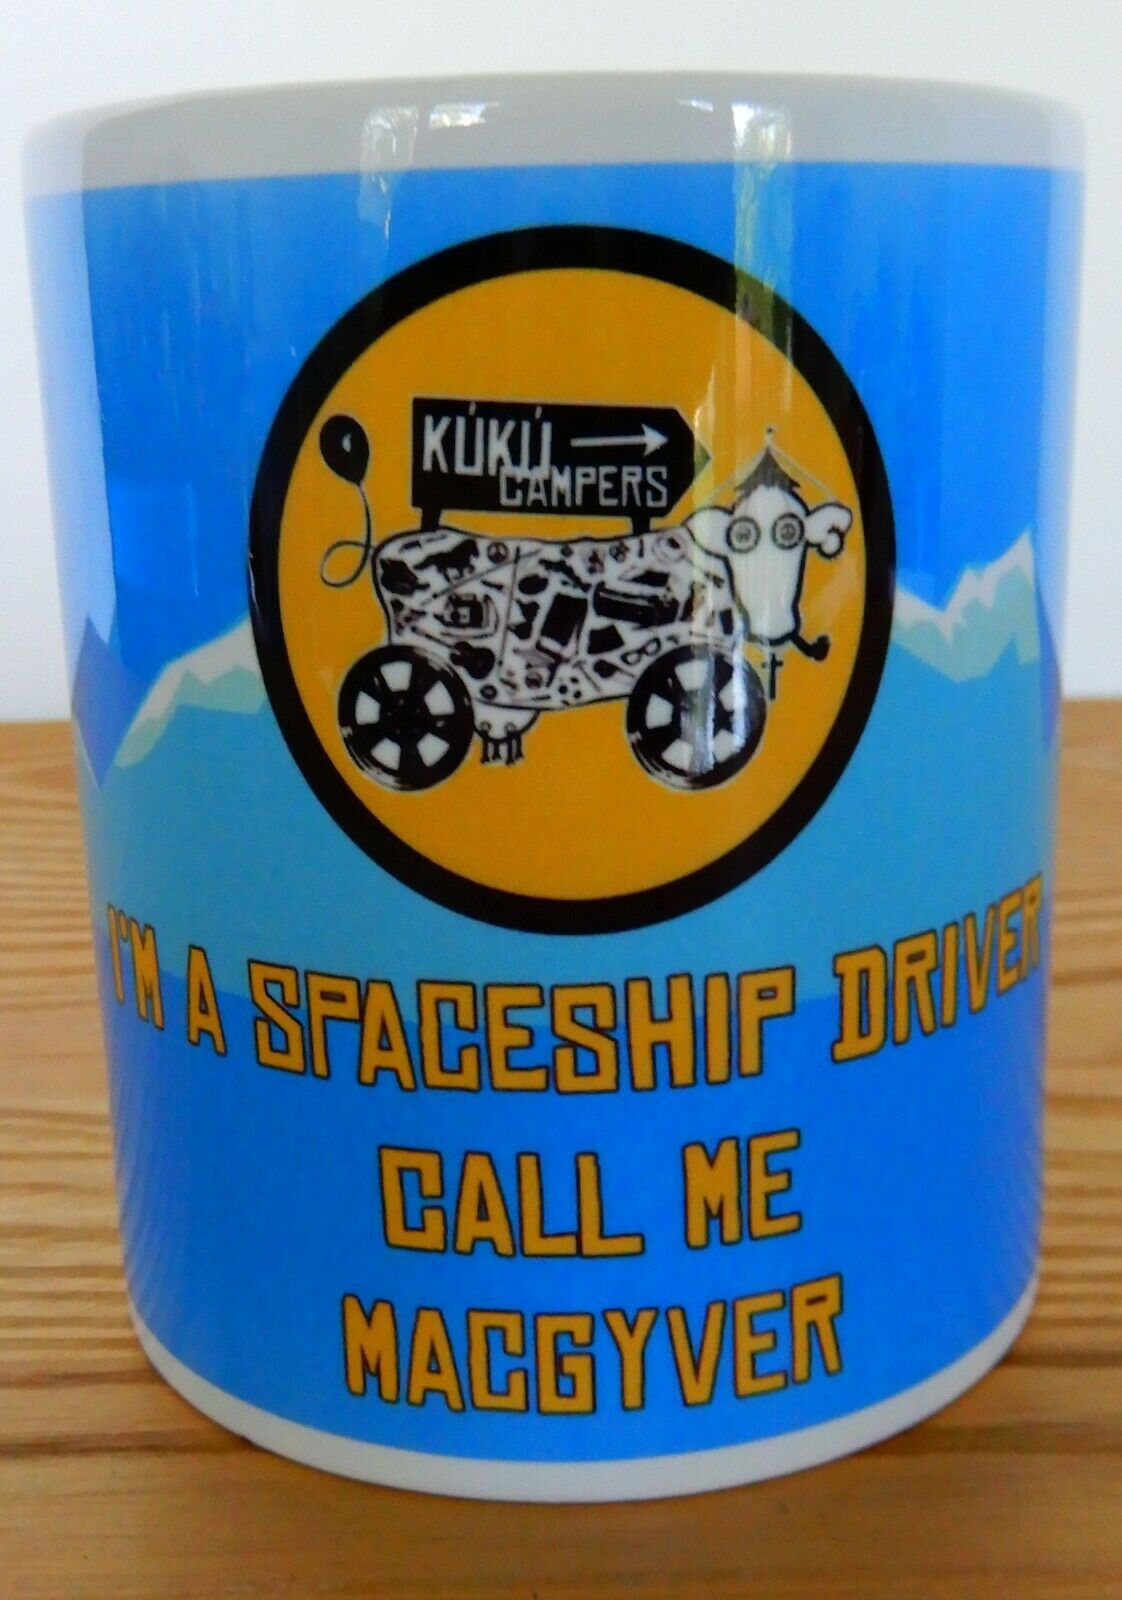 KÚKÚ
CAMPERS
I'M A SPACESHIP DRIVER
CALL ME
MACGYVER